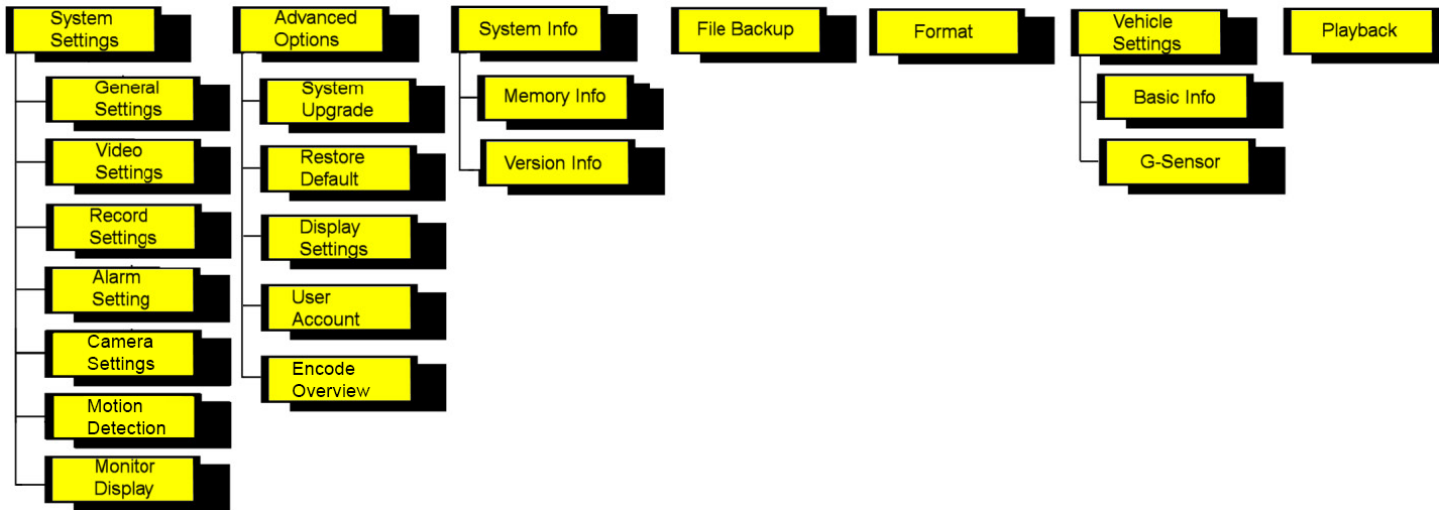 System
Settings
General
Settings
Video
Settings
Record
Settings
Alarm
Setting
Camera
Settings
Motion
Detection
Monitor
Display
Advanced
Options
System
Upgrade
Restore
Default
Display
Settings
User
Account
Encode
Overview
System Info
Memory Info
Version Info
File Backup
Format
Vehicle
Settings
Basic Info
G-Sensor
Playback